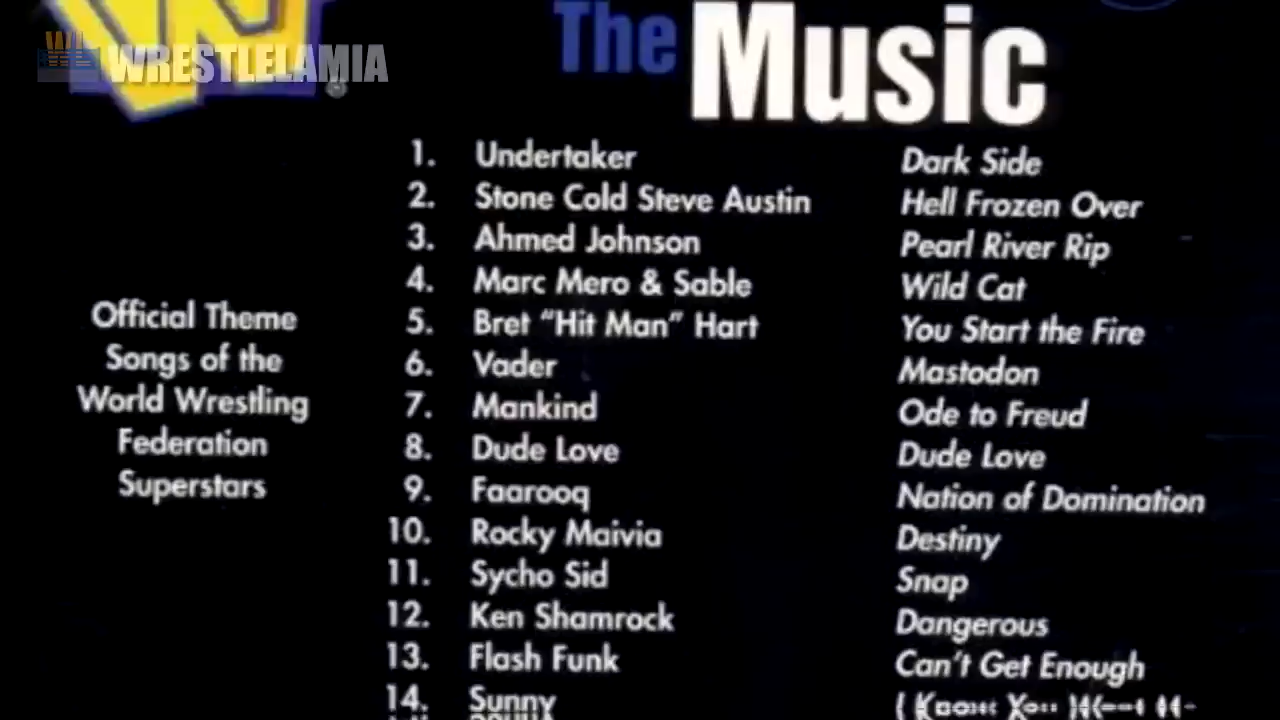 WRESTLELAMIA
The Music
1. Undertaker Dark Side
2. Stone Cold Steve Austin Hell Frozen Over
3. Ahmed Johnson Pearl River Rip
4. Marc Mero & Sable Wild Cat
5. Bret "Hit Man" Hart You Start the Fire
6. Vader Mastodon
7. Mankind Ode to Freud
8. Dude Love Dude Love
9. Faarooq Nation of Domination
10. Rocky Maivia Destiny
11. Sycho Sid Snap
12. Ken Shamrock Dangerous
13. Flash Funk Can't Get Enough
14. Sunny
Official Theme
Songs of the
World Wrestling
Federation
Superstars